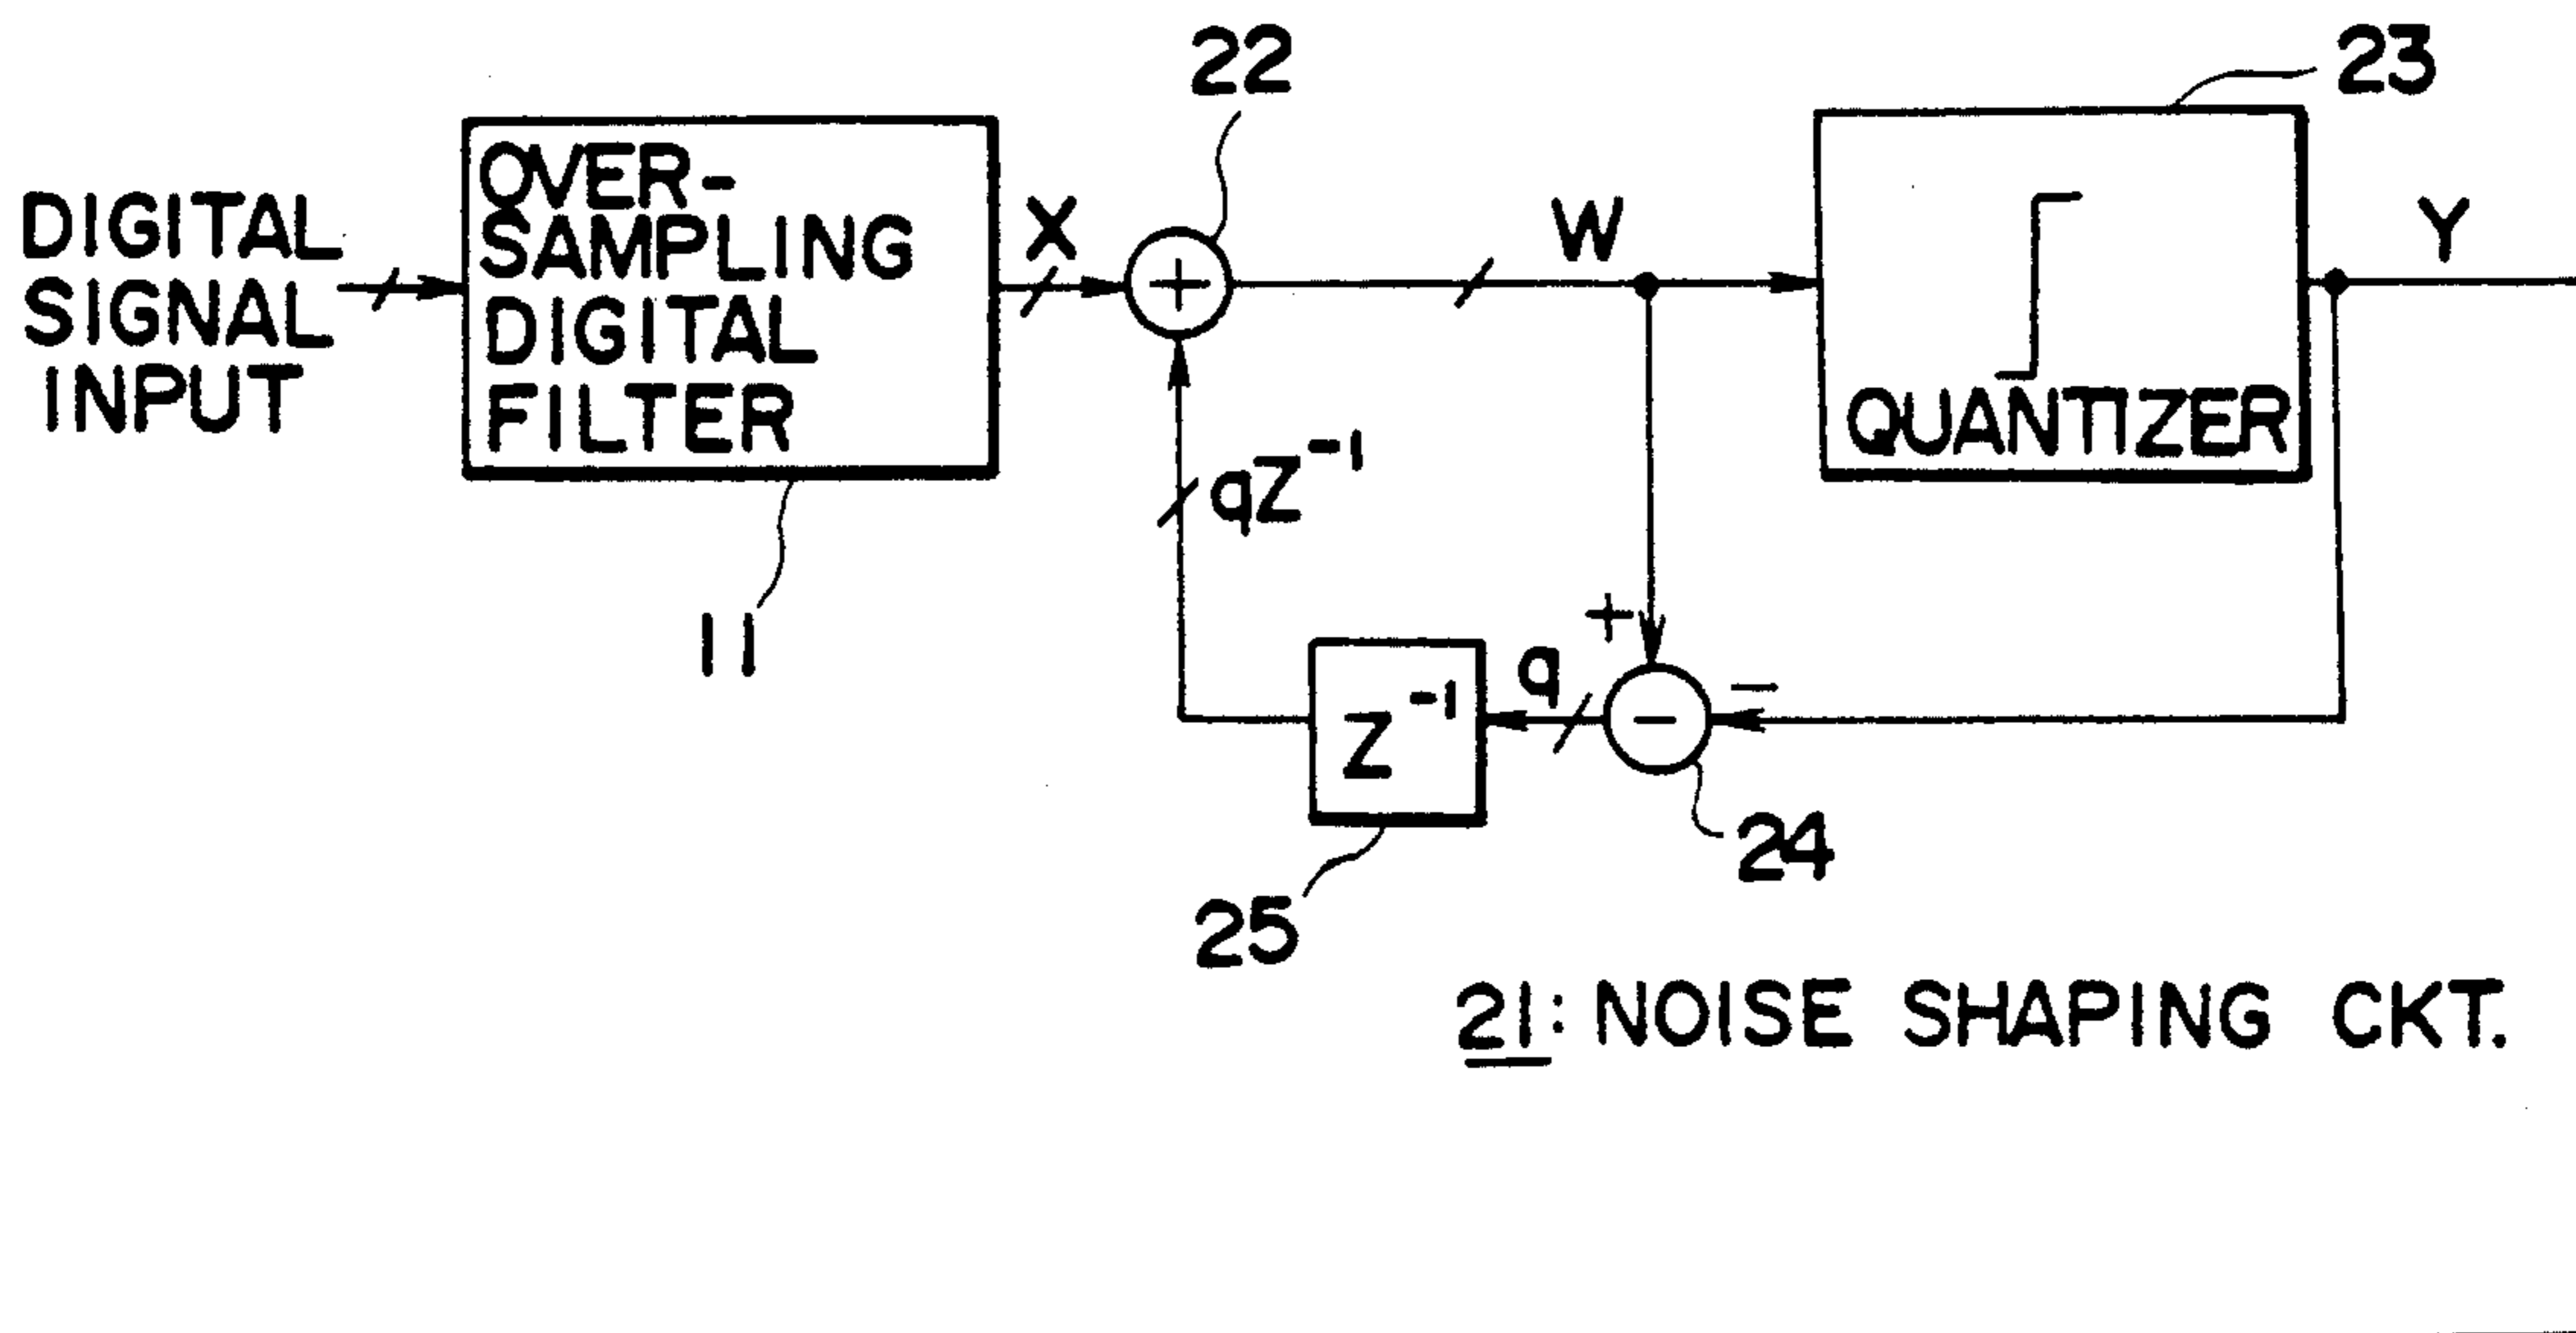 22
23
DIGITAL
SIGNAL
INPUT
OVER-
SAMPLING
DIGITAL
FILTER
X
+
W
QUANTIZER
Y
qZ⁻¹
11
+
−
q
Z⁻¹
−
24
25
21: NOISE SHAPING CKT.